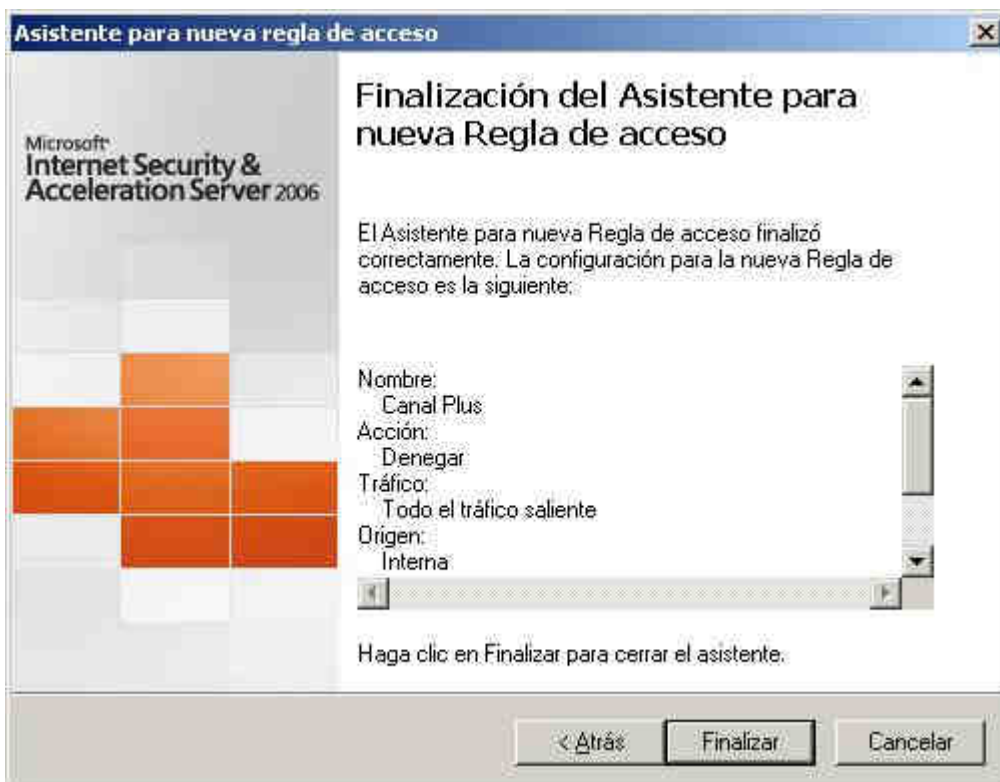 Asistente para nueva regla de acceso
Microsoft
Internet Security &
Acceleration Server 2006
Finalización del Asistente para
nueva Regla de acceso
El Asistente para nueva Regla de acceso finalizó
correctamente. La configuración para la nueva Regla de
acceso es la siguiente:
Nombre:
Canal Plus
Acción:
Denegar
Tráfico:
Todo el tráfico saliente
Origen:
Interna
Haga clic en Finalizar para cerrar el asistente.
< Atrás
Finalizar
Cancelar